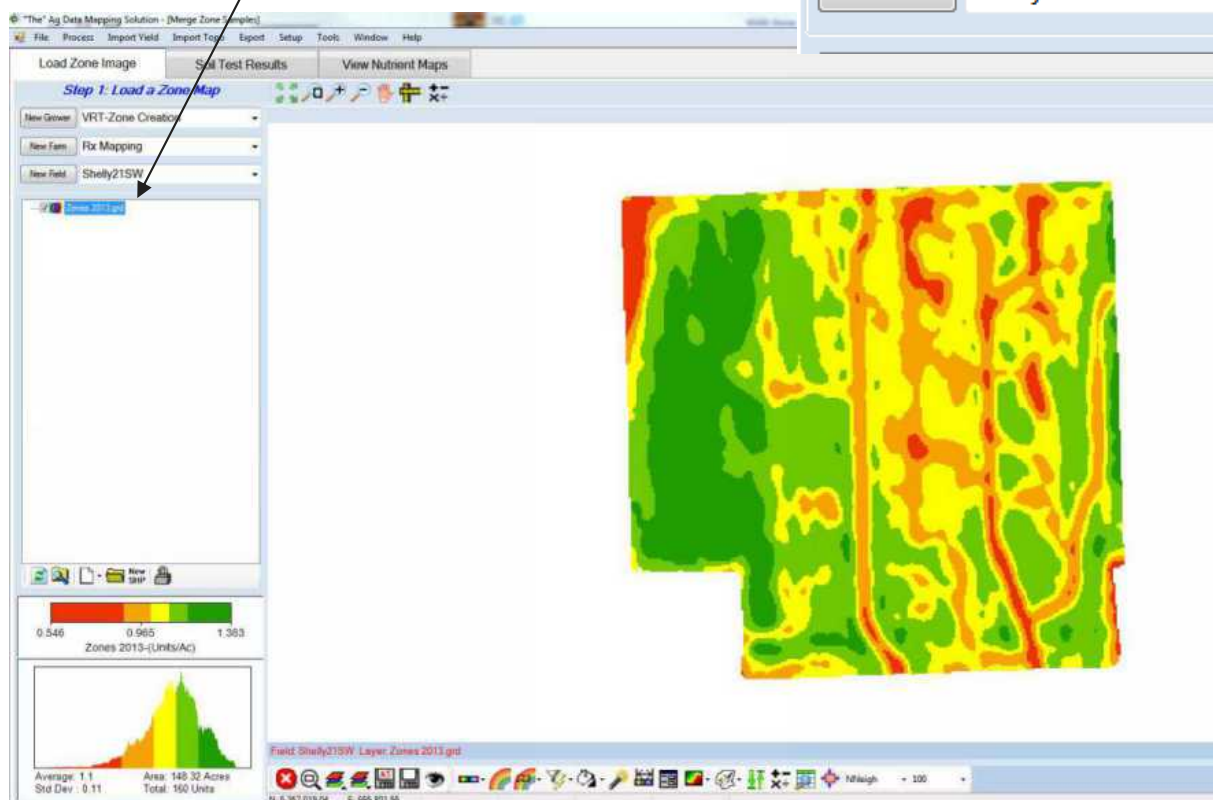 "The" Ag Data Mapping Solution - [Merge Zone Samples]
File Process Import Yield Import Topo Export Setup Tools Window Help
Load Zone Image Soil Test Results View Nutrient Maps
Step 1: Load a Zone Map
New Grower VRT-Zone Creation
New Farm Rx Mapping
New Field Shelly21SW
Zones 2013.grd
New SHP
0.546 0.965 1.363
Zones 2013-(Units/Ac)
Average: 1.1 Area: 148.32 Acres
Std Dev : 0.11 Total: 160 Units
Field: Shelly21SW Layer: Zones 2013.grd
NNeigh 100